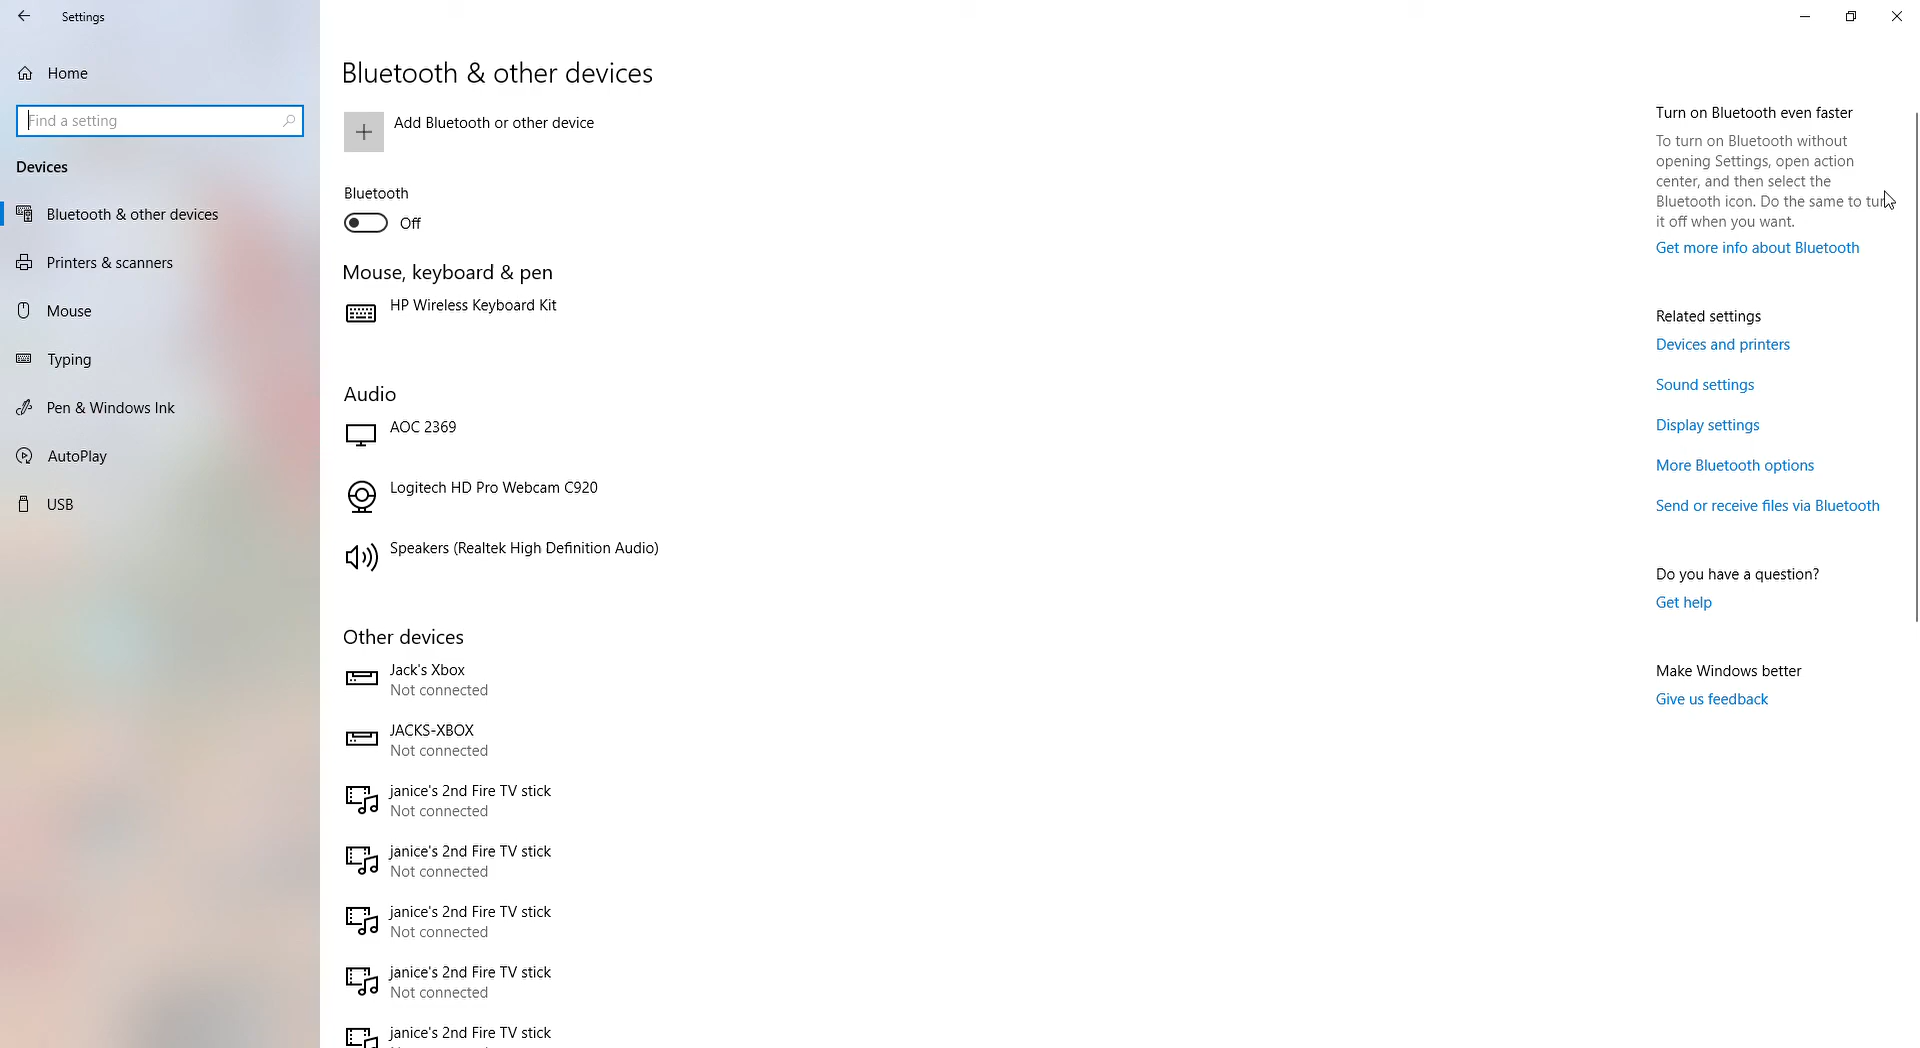 Settings
Home
Find a setting
Devices
Bluetooth & other devices
Printers & scanners
Mouse
Typing
Pen & Windows Ink
AutoPlay
USB
Bluetooth & other devices
Add Bluetooth or other device
Bluetooth
Off
Mouse, keyboard & pen
HP Wireless Keyboard Kit
Audio
AOC 2369
Logitech HD Pro Webcam C920
Speakers (Realtek High Definition Audio)
Other devices
Jack's Xbox
Not connected
JACKS-XBOX
Not connected
janice's 2nd Fire TV stick
Not connected
janice's 2nd Fire TV stick
Not connected
janice's 2nd Fire TV stick
Not connected
janice's 2nd Fire TV stick
Not connected
janice's 2nd Fire TV stick
Turn on Bluetooth even faster
To turn on Bluetooth without
opening Settings, open action
center, and then select the
Bluetooth icon. Do the same to turn
it off when you want.
Get more info about Bluetooth
Related settings
Devices and printers
Sound settings
Display settings
More Bluetooth options
Send or receive files via Bluetooth
Do you have a question?
Get help
Make Windows better
Give us feedback